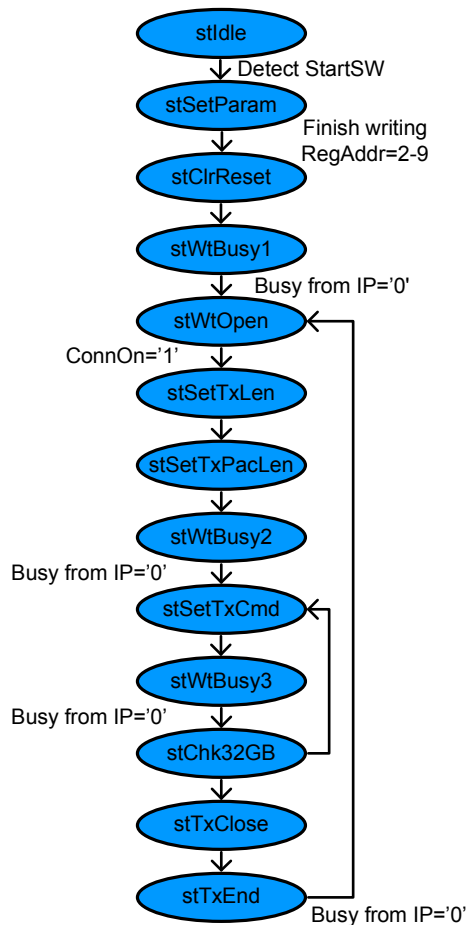 stIdle
Detect StartSW
stSetParam
Finish writing
RegAddr=2-9
stClrReset
stWtBusy1
Busy from IP='0'
stWtOpen
ConnOn='1'
stSetTxLen
stSetTxPacLen
stWtBusy2
Busy from IP='0'
stSetTxCmd
stWtBusy3
Busy from IP='0'
stChk32GB
stTxClose
stTxEnd
Busy from IP='0'